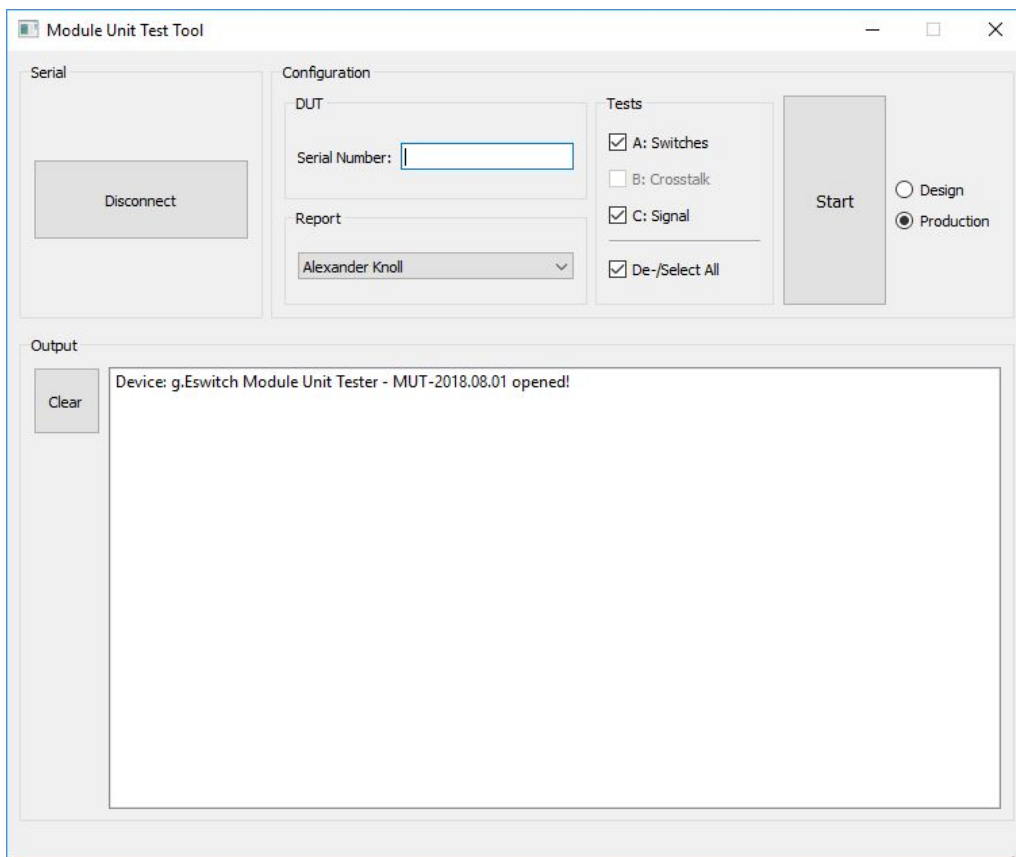 Module Unit Test Tool
Serial
Disconnect
Configuration
DUT
Serial Number:
Report
Alexander Knoll
Tests
A: Switches
B: Crosstalk
C: Signal
De-/Select All
Start
Design
Production
Output
Clear
Device: g.Eswitch Module Unit Tester - MUT-2018.08.01 opened!